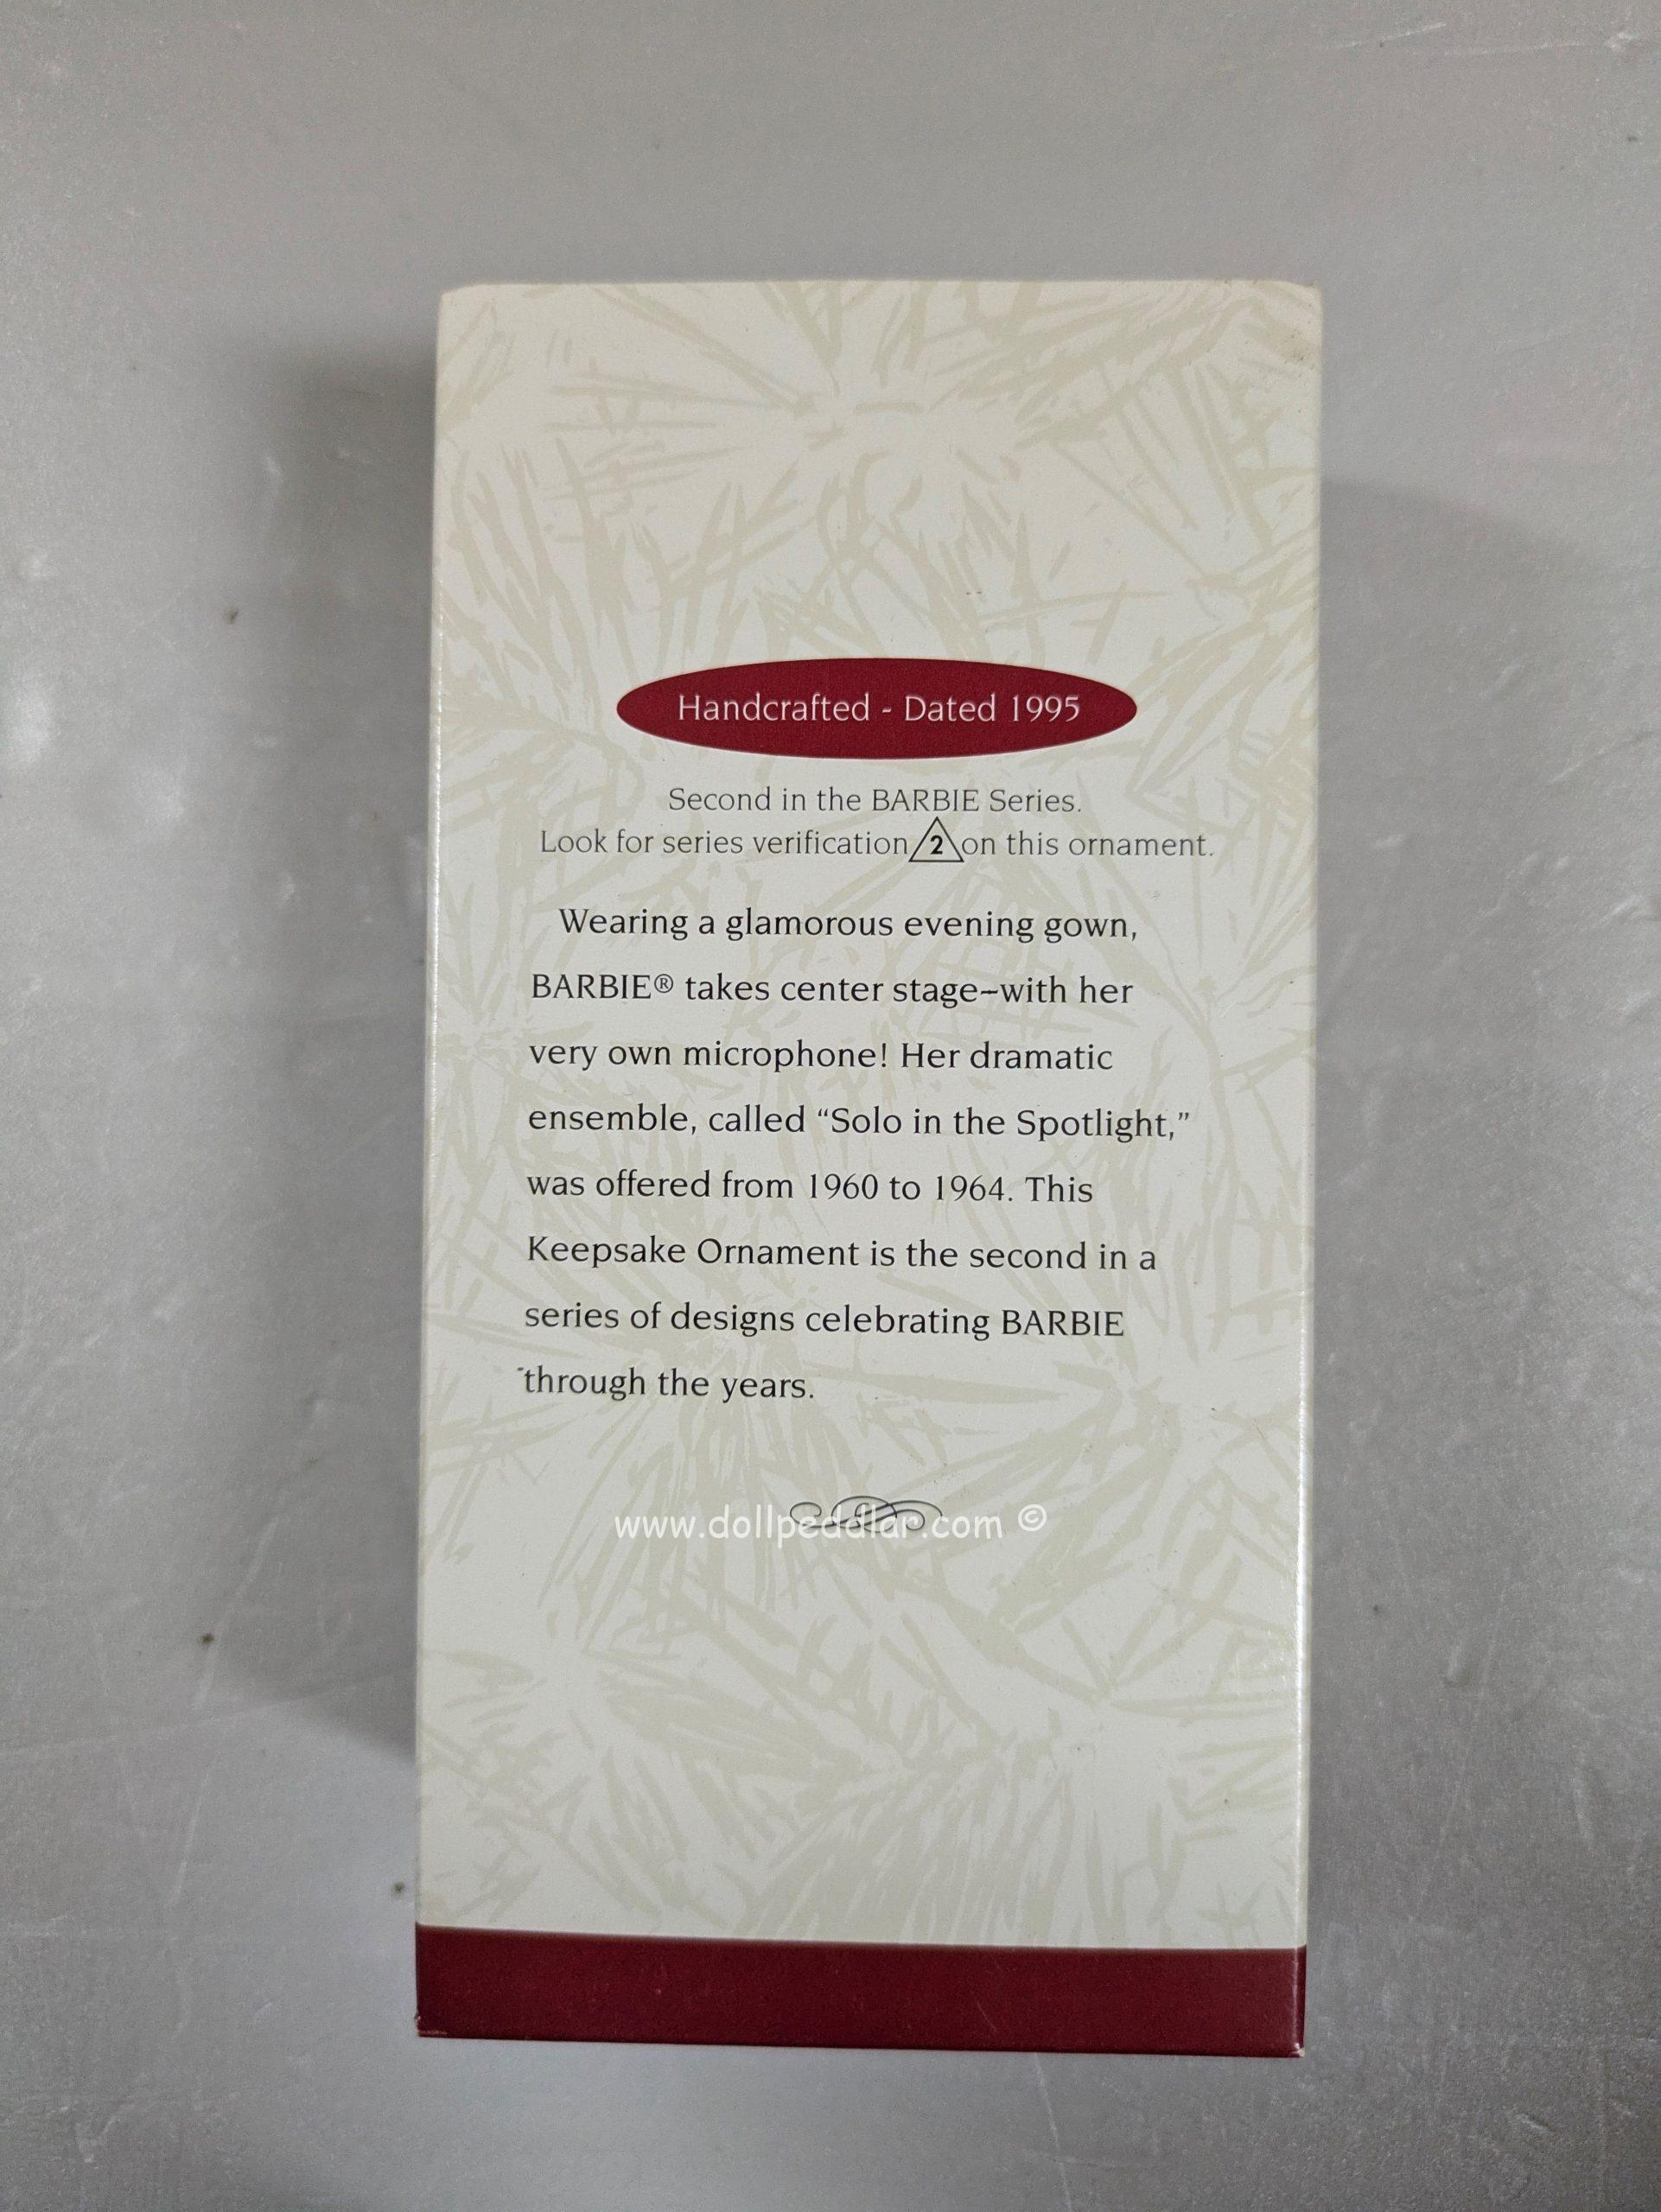 Handcrafted - Dated 1995
Second in the BARBIE Series.
Look for series verification 2 on this ornament.
Wearing a glamorous evening gown,
BARBIE® takes center stage–with her
very own microphone! Her dramatic
ensemble, called “Solo in the Spotlight,”
was offered from 1960 to 1964. This
Keepsake Ornament is the second in a
series of designs celebrating BARBIE
through the years.
www.dollpeddlar.com ©